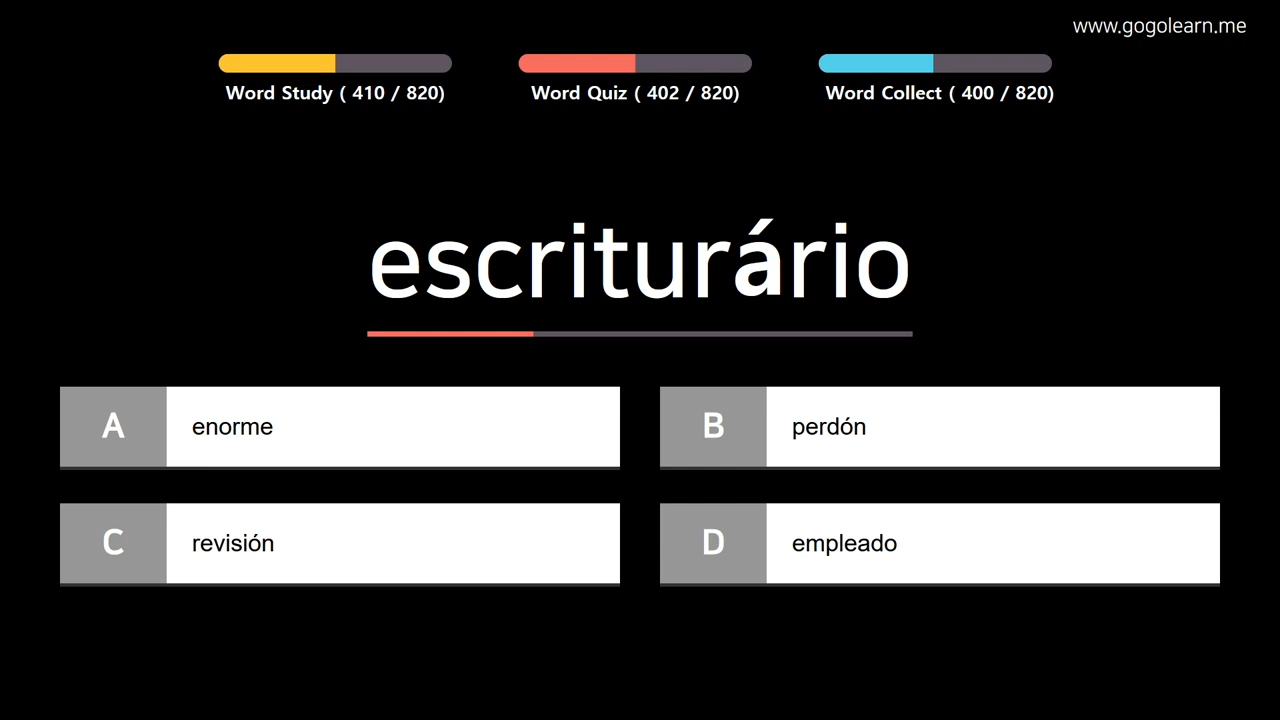 www.gogolearn.me
Word Study ( 410 / 820)
Word Quiz ( 402 / 820)
Word Collect ( 400 / 820)
escriturário
A enorme
B perdón
C revisión
D empleado